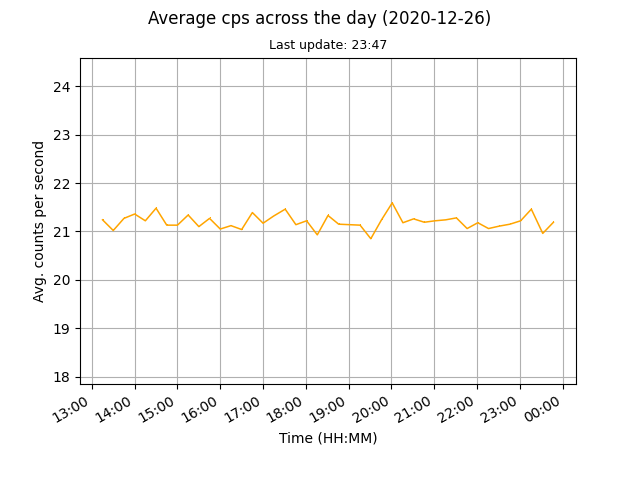 Average cps across the day (2020-12-26)
Last update: 23:47
Avg. counts per second
24
23
22
21
20
19
18
13:00 14:00 15:00 16:00 17:00 18:00 19:00 20:00 21:00 22:00 23:00 00:00
Time (HH:MM)